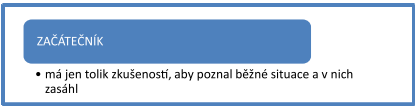 ZAČÁTEČNÍK
• má jen tolik zkušeností, aby poznal běžné situace a v nich
zasáhl